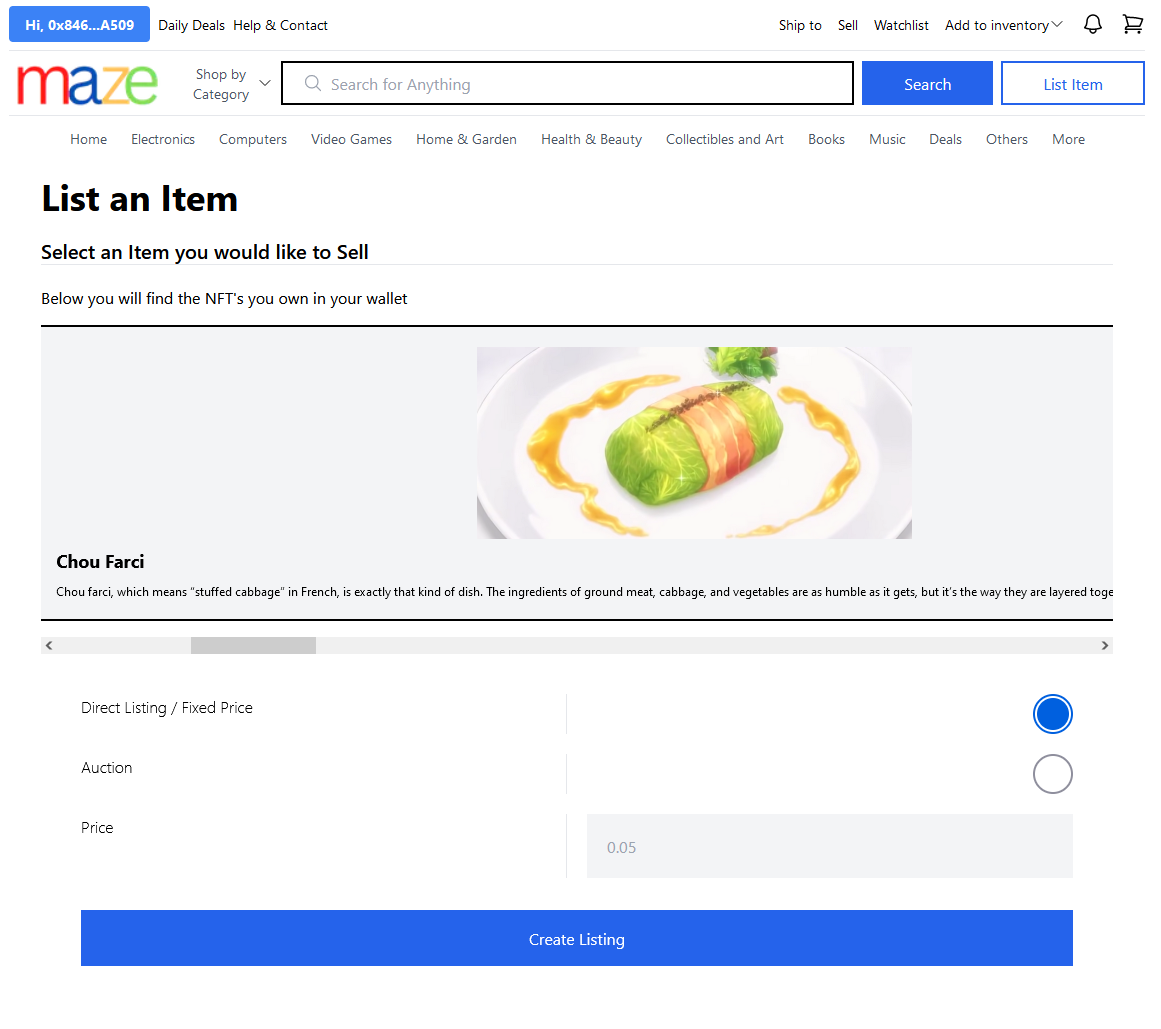 Hi, 0x846...A509 Daily Deals Help & Contact Ship to Sell Watchlist Add to inventory
maze Shop by Category Search for Anything Search List Item
Home Electronics Computers Video Games Home & Garden Health & Beauty Collectibles and Art Books Music Deals Others More
List an Item
Select an Item you would like to Sell
Below you will find the NFT's you own in your wallet
Chou Farci
Chou farci, which means “stuffed cabbage” in French, is exactly that kind of dish. The ingredients of ground meat, cabbage, and vegetables are as humble as it gets, but it’s the way they are layered toge
Direct Listing / Fixed Price
Auction
Price 0.05
Create Listing